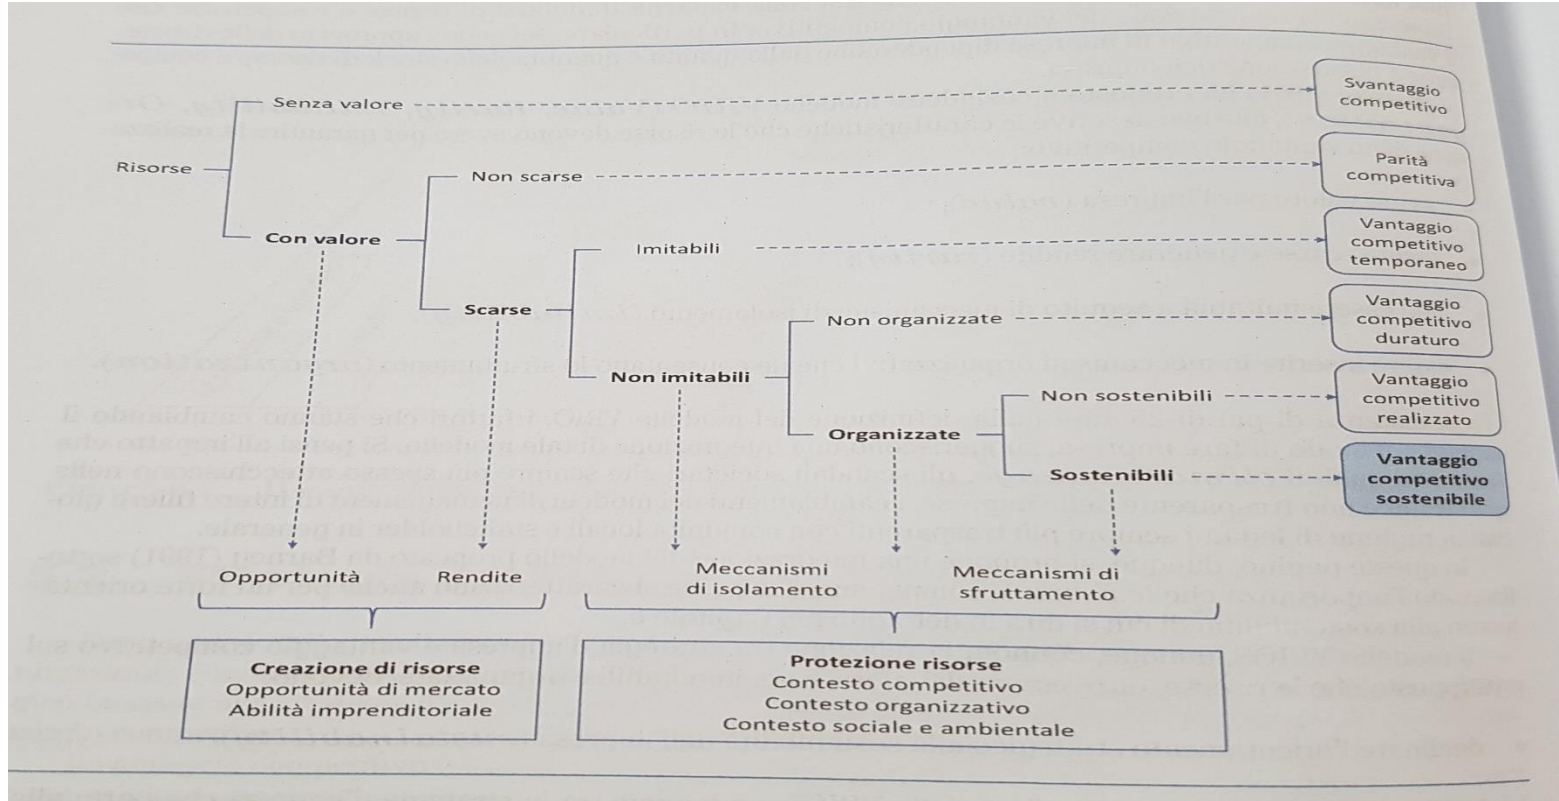 Senza valore
Svantaggio
competitivo
Risorse
Non scarse
Parità
competitiva
Con valore
Imitabili
Vantaggio
competitivo
temporaneo
Scarse
Non organizzate
Vantaggio
competitivo
duraturo
Non imitabili
Non sostenibili
Vantaggio
competitivo
realizzato
Organizzate
Sostenibili
Vantaggio
competitivo
sostenibile
Opportunità
Rendite
Meccanismi
di isolamento
Meccanismi di
sfruttamento
Creazione di risorse
Opportunità di mercato
Abilità imprenditoriale
Protezione risorse
Contesto competitivo
Contesto organizzativo
Contesto sociale e ambientale